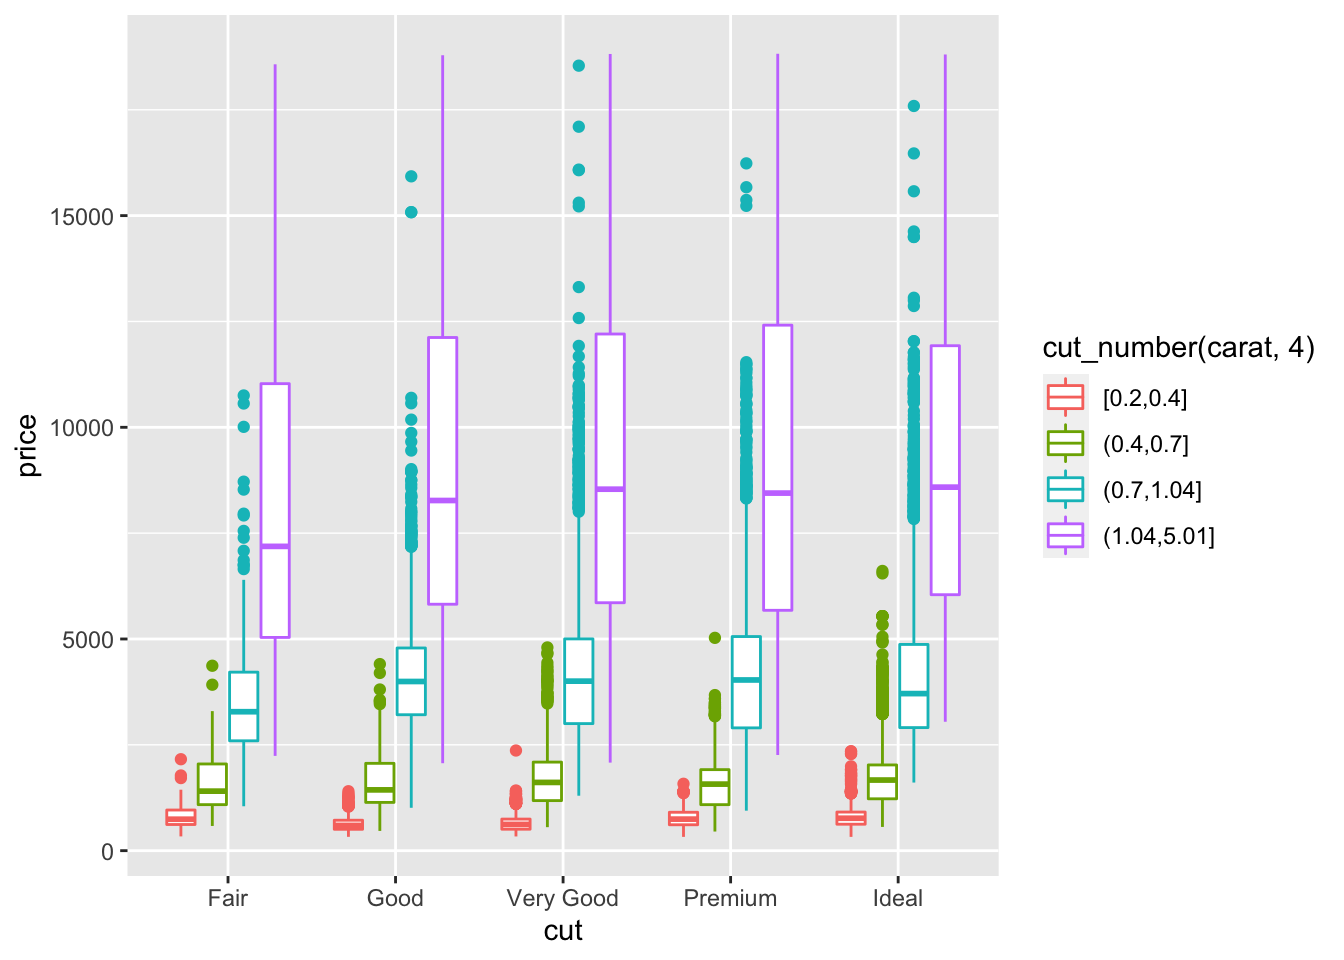 15000
10000
5000
0
price
Fair
Good
Very Good
Premium
Ideal
cut
cut_number(carat, 4)
[0.2,0.4]
(0.4,0.7]
(0.7,1.04]
(1.04,5.01]